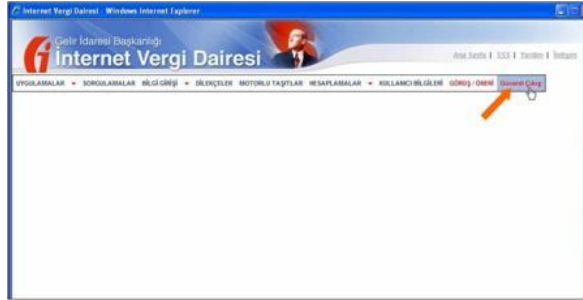 Internet Vergi Dairesi - Windows Internet Explorer
Gelir İdaresi Başkanlığı
İnternet Vergi Dairesi
Ana Sayfa | SSS | Yardım | İletişim
UYGULAMALAR SORGULAMALAR BİLGİ GİRİŞİ DİLEKÇELER MOTORLU TAŞITLAR HESAPLAMALAR KULLANICI BİLGİLERİ GÖRÜŞ / ÖNERİ Güvenli Çıkış